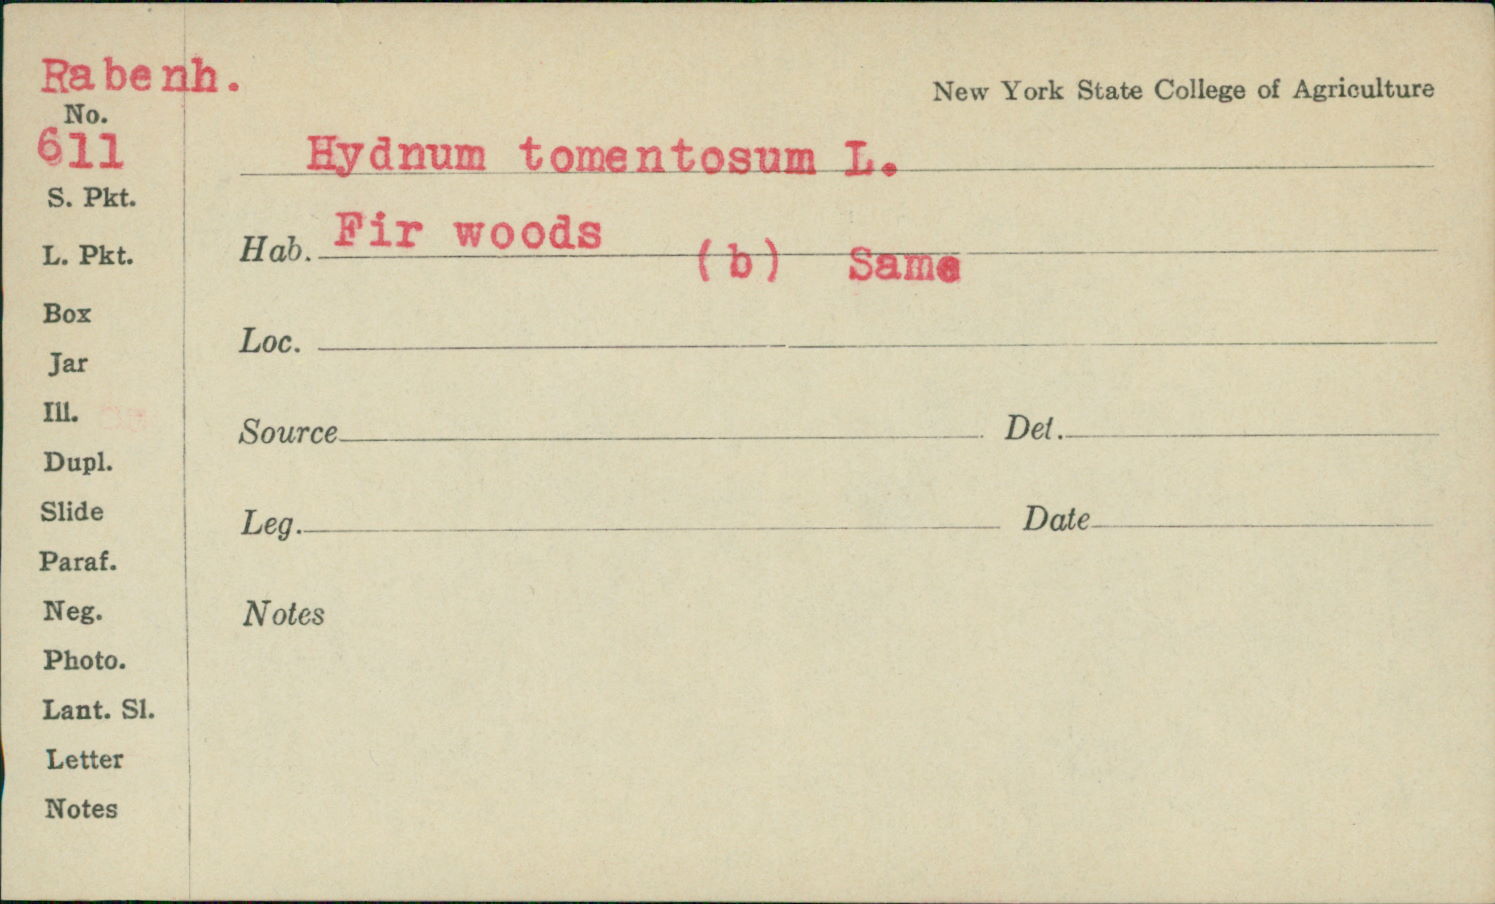 Rabenh.
New York State College of Agriculture
No.
611
Hydnum tomentosum L.
S. Pkt.
Hab. Fir woods (b) Same
L. Pkt.
Box
Loc.
Jar
Ill.
Source Det.
Dupl.
Slide
Leg. Date
Paraf.
Neg.
Notes
Photo.
Lant. Sl.
Letter
Notes